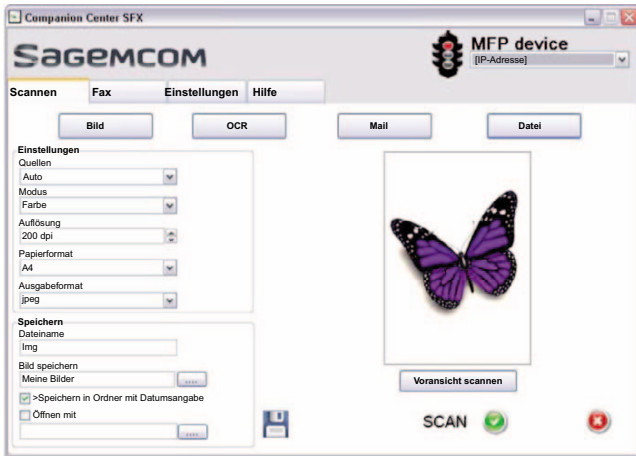 Companion Center SFX
SAGEMCOM
MFP device
[IP-Adresse]
Scannen Fax Einstellungen Hilfe
Bild OCR Mail Datei
Einstellungen
Quellen
Auto
Modus
Farbe
Auflösung
200 dpi
Papierformat
A4
Ausgabeformat
jpeg
Speichern
Dateiname
Img
Bild speichern
Meine Bilder ....
>Speichern in Ordner mit Datumsangabe
Öffnen mit
....
Voransicht scannen
SCAN